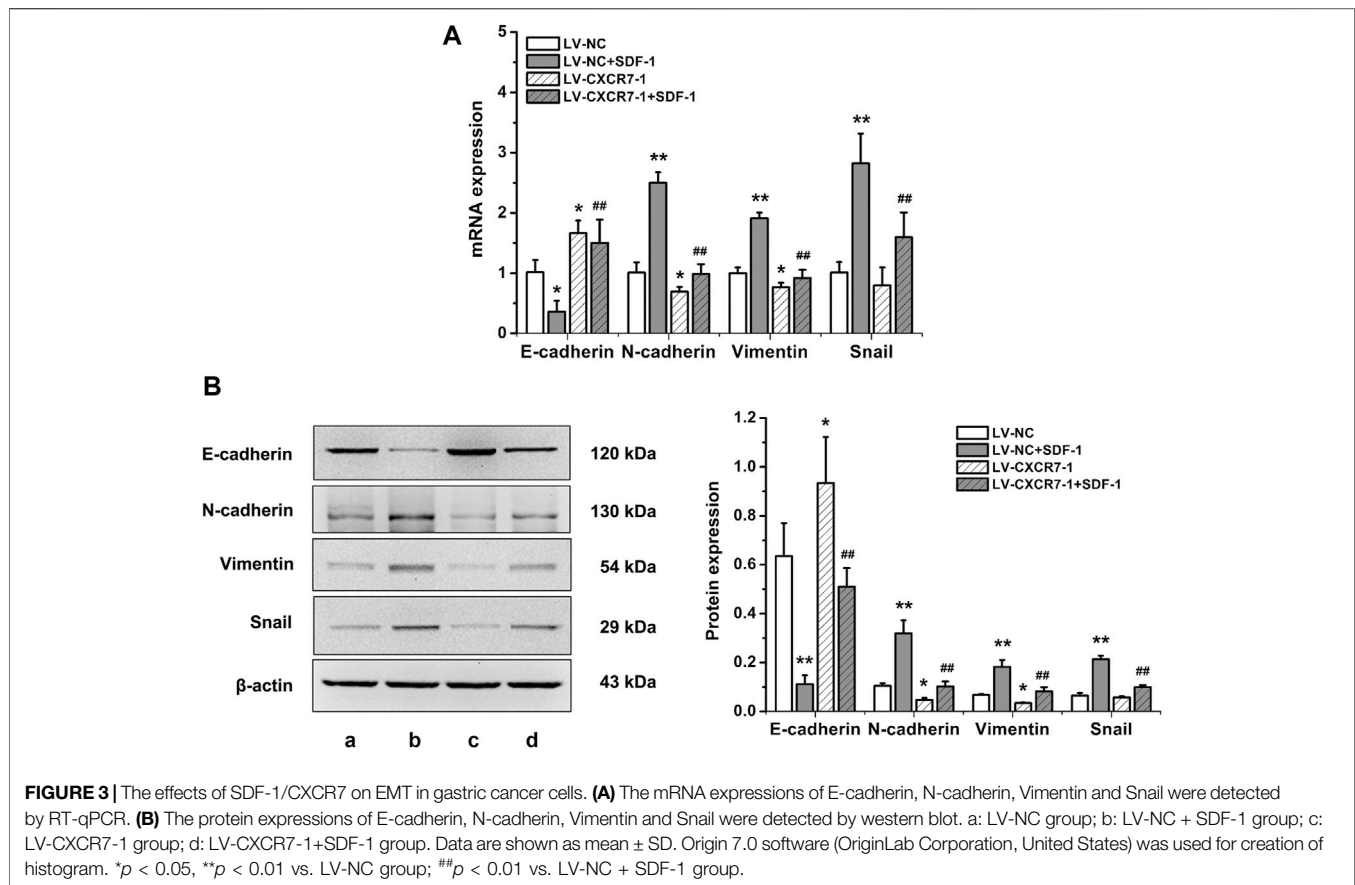 A
LV-NC
LV-NC+SDF-1
LV-CXCR7-1
LV-CXCR7-1+SDF-1
mRNA expression
5
4
3
2
1
0
* * * ##
** * ##
** * ##
** ##
E-cadherin N-cadherin Vimentin Snail
B
E-cadherin 120 kDa
N-cadherin 130 kDa
Vimentin 54 kDa
Snail 29 kDa
β-actin 43 kDa
a b c d
LV-NC
LV-NC+SDF-1
LV-CXCR7-1
LV-CXCR7-1+SDF-1
Protein expression
1.2
1.0
0.8
0.6
0.4
0.2
0.0
** * ##
** * ##
** * ##
** ##
E-cadherin N-cadherin Vimentin Snail
FIGURE 3 | The effects of SDF-1/CXCR7 on EMT in gastric cancer cells. (A) The mRNA expressions of E-cadherin, N-cadherin, Vimentin and Snail were detected
by RT-qPCR. (B) The protein expressions of E-cadherin, N-cadherin, Vimentin and Snail were detected by western blot. a: LV-NC group; b: LV-NC + SDF-1 group; c:
LV-CXCR7-1 group; d: LV-CXCR7-1+SDF-1 group. Data are shown as mean ± SD. Origin 7.0 software (OriginLab Corporation, United States) was used for creation of
histogram. *p < 0.05, **p < 0.01 vs. LV-NC group; ##p < 0.01 vs. LV-NC + SDF-1 group.